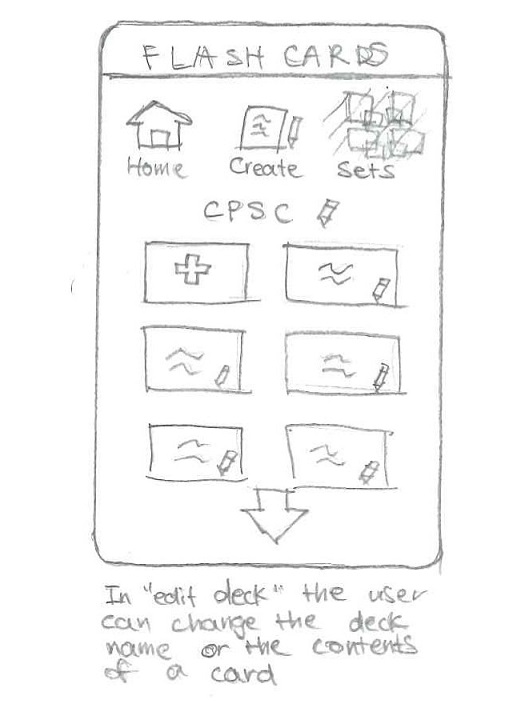 FLASH CARDS
Home Create Sets
CPSC
In "edit deck" the user
can change the deck
name or the contents
of a card